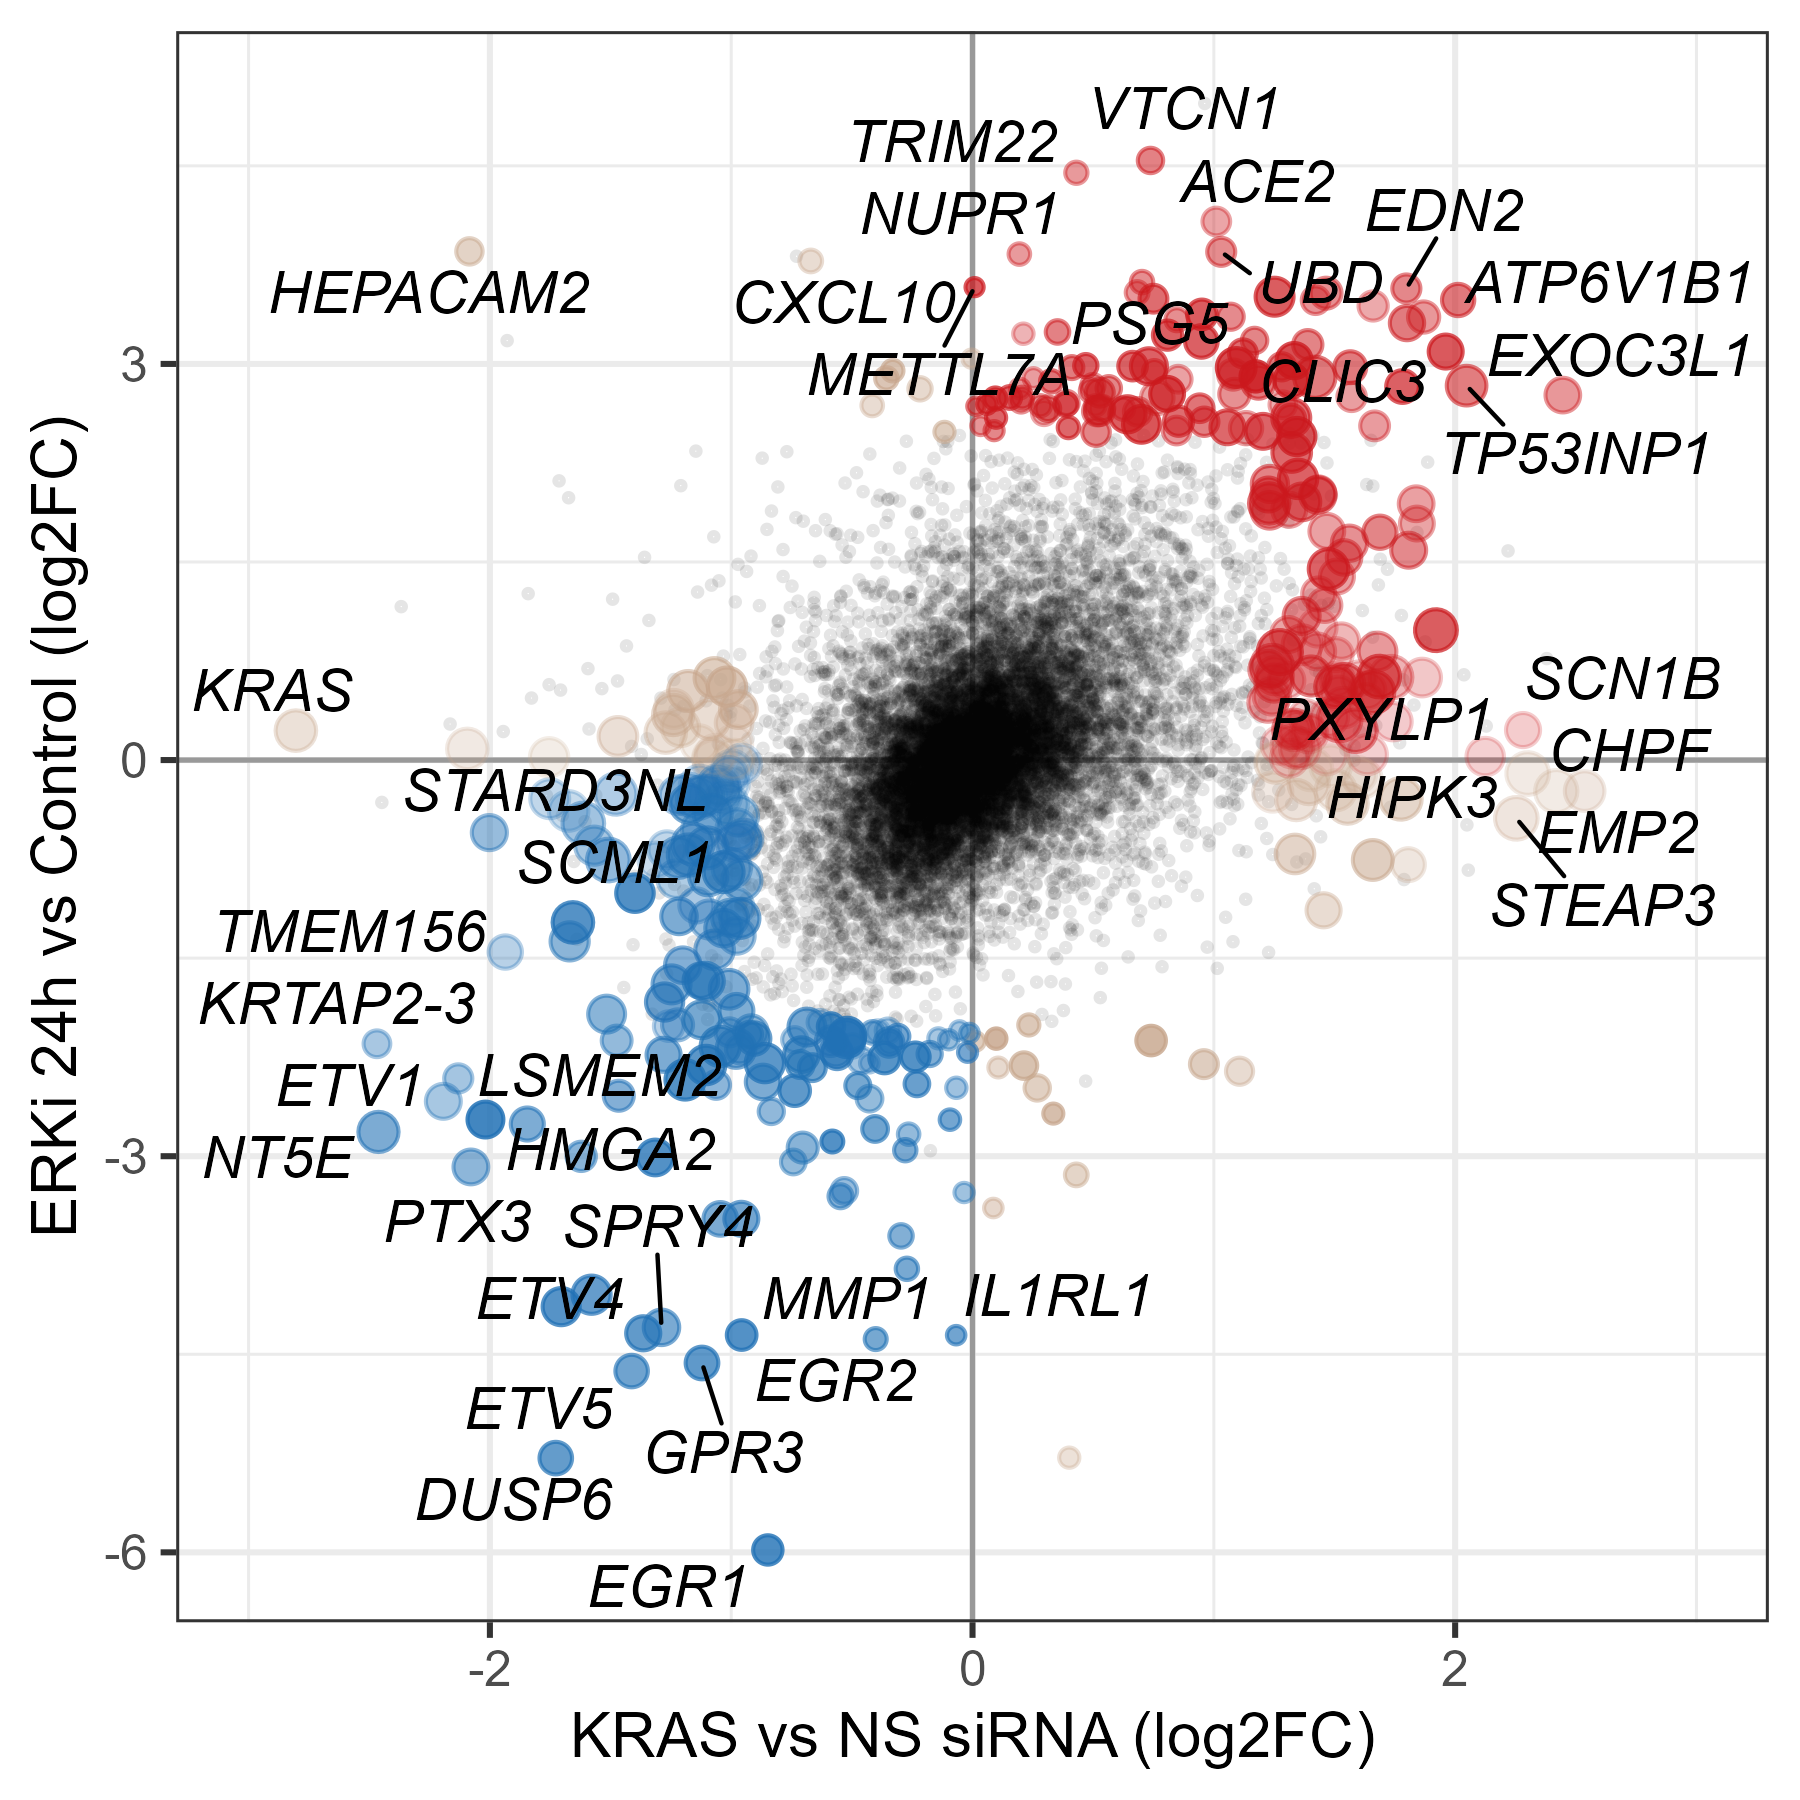 VTCN1
TRIM22
ACE2
NUPR1
EDN2
HEPACAM2
CXCL10
UBD
ATP6V1B1
PSG5
METTL7A
CLIC3
EXOC3L1
TP53INP1
KRAS
SCN1B
PXYLP1
CHPF
STARD3NL
HIPK3
SCML1
EMP2
TMEM156
STEAP3
KRTAP2-3
ETV1
LSMEM2
NT5E
HMGA2
PTX3
SPRY4
ETV4
MMP1
IL1RL1
ETV5
EGR2
GPR3
DUSP6
EGR1
3
0
-3
-6
-2
0
2
KRAS vs NS siRNA (log2FC)
ERKi 24h vs Control (log2FC)